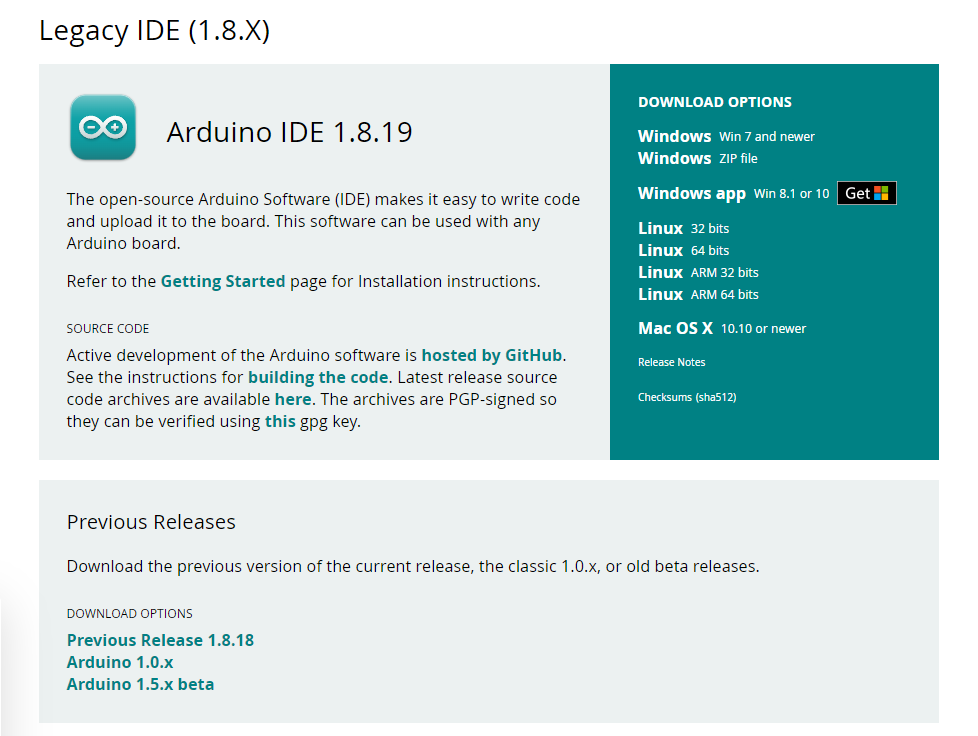 Legacy IDE (1.8.X)
Arduino IDE 1.8.19
The open-source Arduino Software (IDE) makes it easy to write code
and upload it to the board. This software can be used with any
Arduino board.
Refer to the Getting Started page for Installation instructions.
SOURCE CODE
Active development of the Arduino software is hosted by GitHub.
See the instructions for building the code. Latest release source
code archives are available here. The archives are PGP-signed so
they can be verified using this gpg key.
DOWNLOAD OPTIONS
Windows Win 7 and newer
Windows ZIP file
Windows app Win 8.1 or 10 Get
Linux 32 bits
Linux 64 bits
Linux ARM 32 bits
Linux ARM 64 bits
Mac OS X 10.10 or newer
Release Notes
Checksums (sha512)
Previous Releases
Download the previous version of the current release, the classic 1.0.x, or old beta releases.
DOWNLOAD OPTIONS
Previous Release 1.8.18
Arduino 1.0.x
Arduino 1.5.x beta